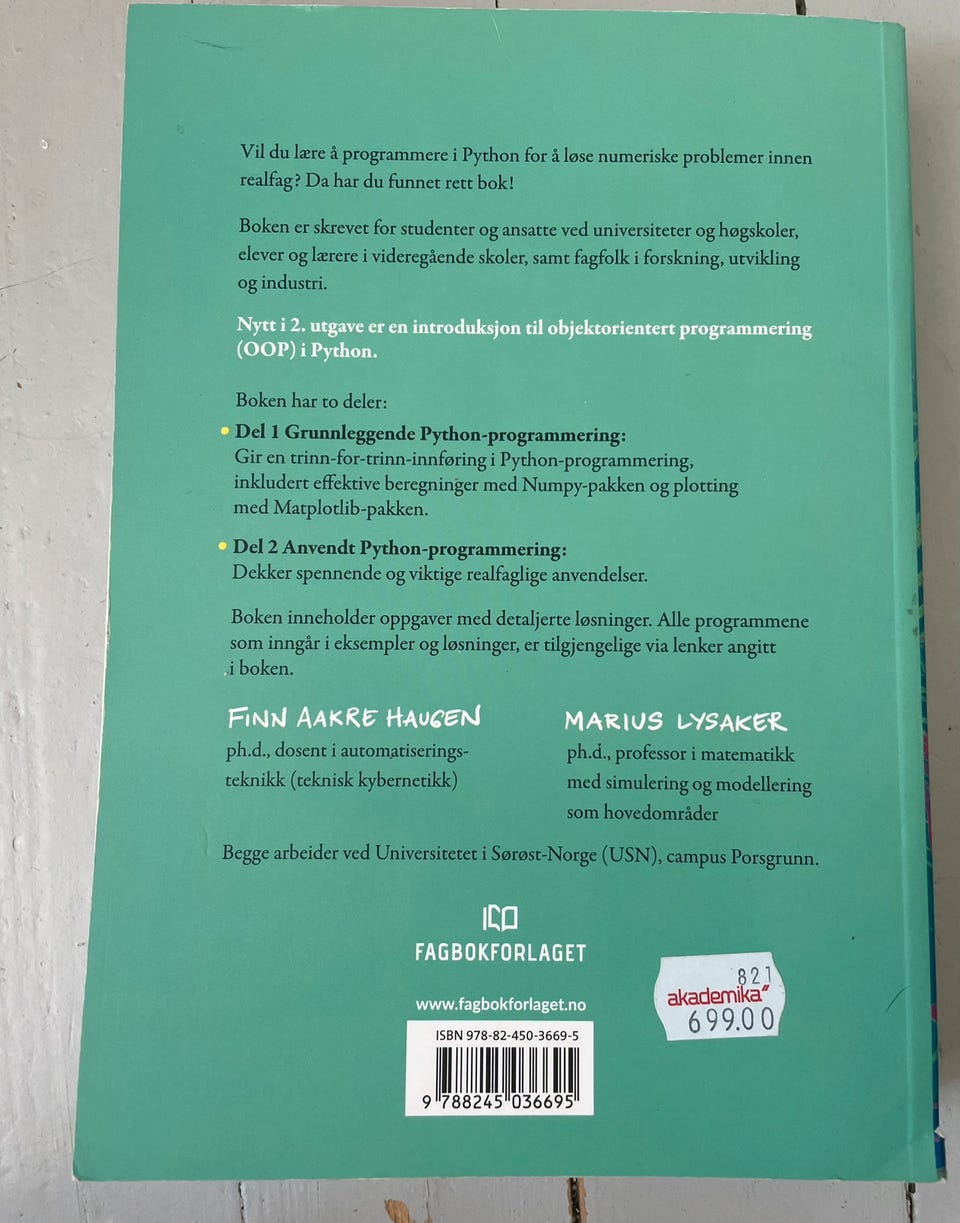 Vil du lære å programmere i Python for å løse numeriske problemer innen
realfag? Da har du funnet rett bok!
Boken er skrevet for studenter og ansatte ved universiteter og høgskoler,
elever og lærere i videregående skoler, samt fagfolk i forskning, utvikling
og industri.
Nytt i 2. utgave er en introduksjon til objektorientert programmering
(OOP) i Python.
Boken har to deler:
• Del 1 Grunnleggende Python-programmering:
Gir en trinn-for-trinn-innføring i Python-programmering,
inkludert effektive beregninger med Numpy-pakken og plotting
med Matplotlib-pakken.
• Del 2 Anvendt Python-programmering:
Dekker spennende og viktige realfaglige anvendelser.
Boken inneholder oppgaver med detaljerte løsninger. Alle programmene
som inngår i eksempler og løsninger, er tilgjengelige via lenker angitt
i boken.
FINN AAKRE HAUGEN
ph.d., dosent i automatiserings-
teknikk (teknisk kybernetikk)
MARIUS LYSAKER
ph.d., professor i matematikk
med simulering og modellering
som hovedområder
Begge arbeider ved Universitetet i Sørøst-Norge (USN), campus Porsgrunn.
FAGBOKFORLAGET
www.fagbokforlaget.no
ISBN 978-82-450-3669-5
9 788245 036695
821
akademika
699.00